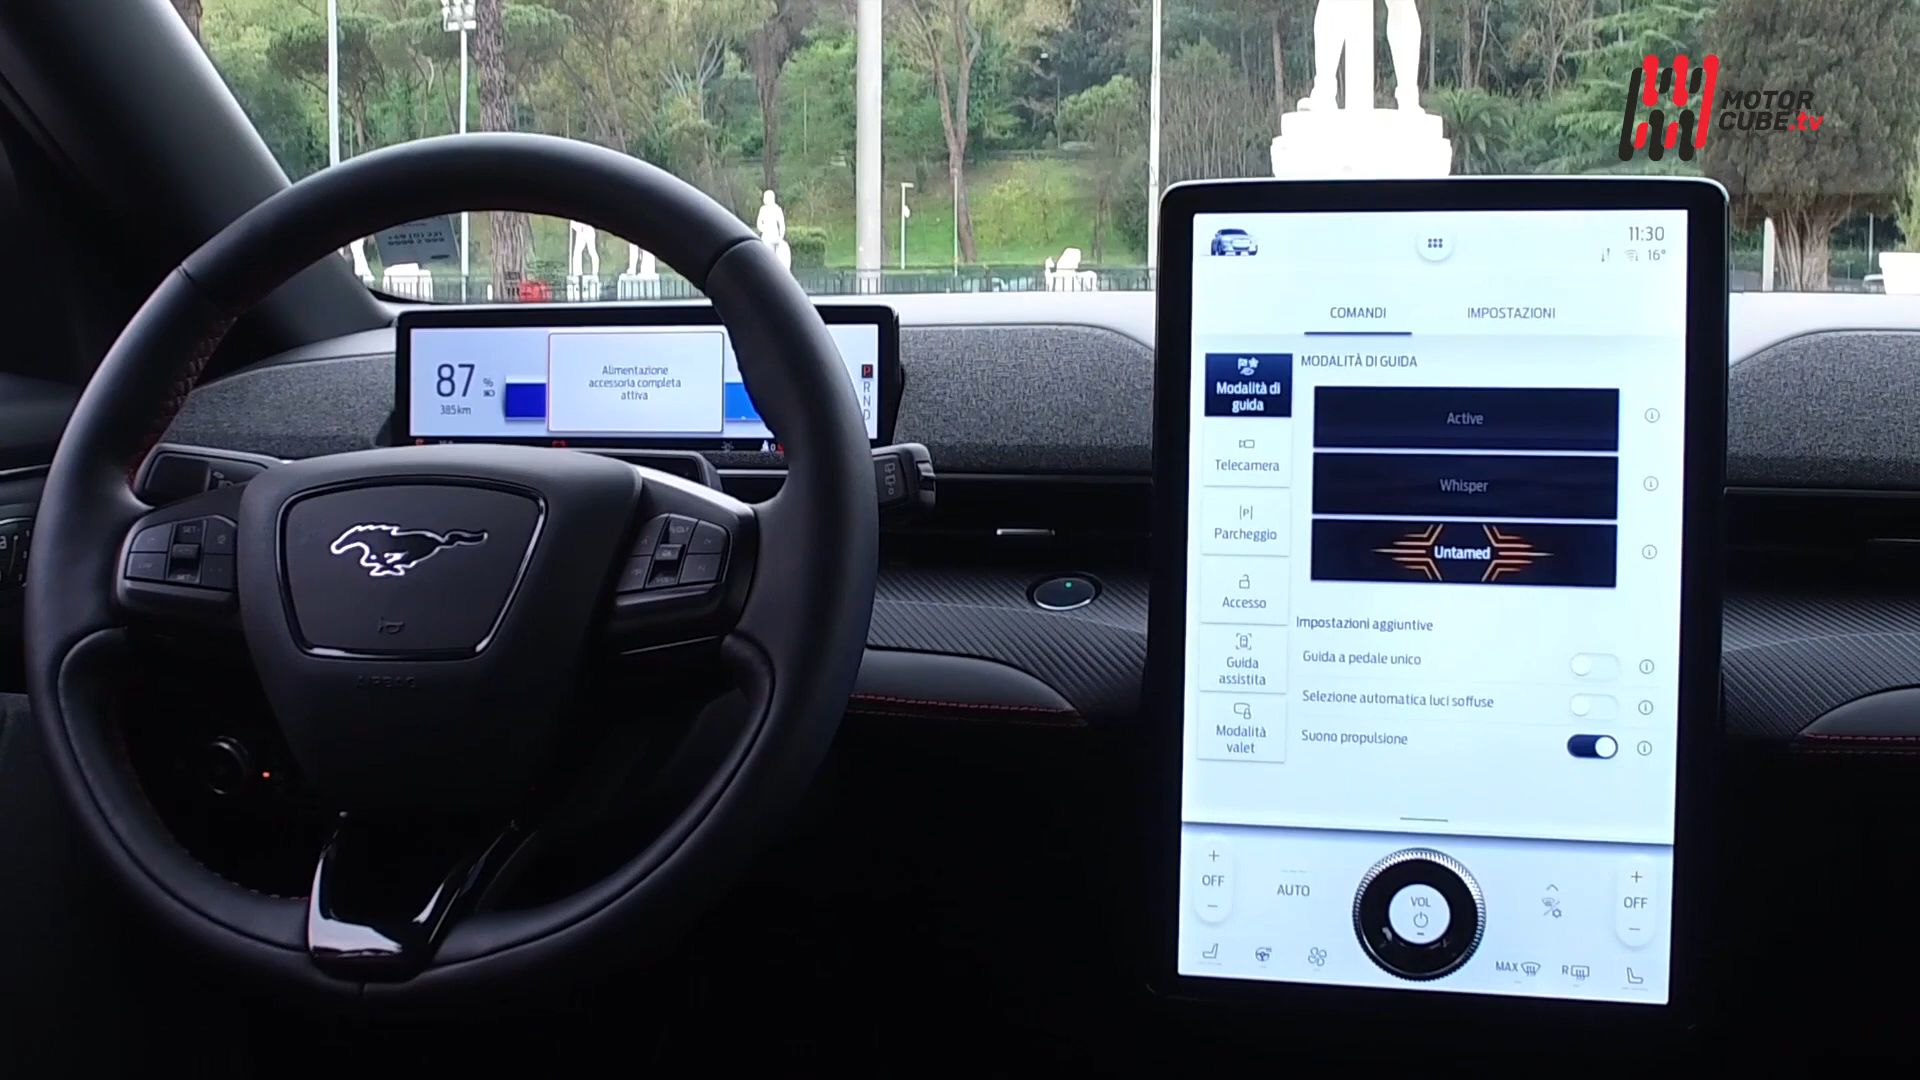 MOTOR
CUBE.tv
11:30
16°
COMANDI
IMPOSTAZIONI
Modalità di
guida
MODALITÀ DI GUIDA
Active
Telecamera
Whisper
Parcheggio
Untamed
Accesso
Impostazioni aggiuntive
Guida
assistita
Guida a pedale unico
Selezione automatica luci soffuse
Modalità
valet
Suono propulsione
+
OFF
−
AUTO
VOL
+
OFF
−
MAX
R
87 %
385km
Alimentazione
accessoria completa
attiva
P
R
N
D
AIRBAG